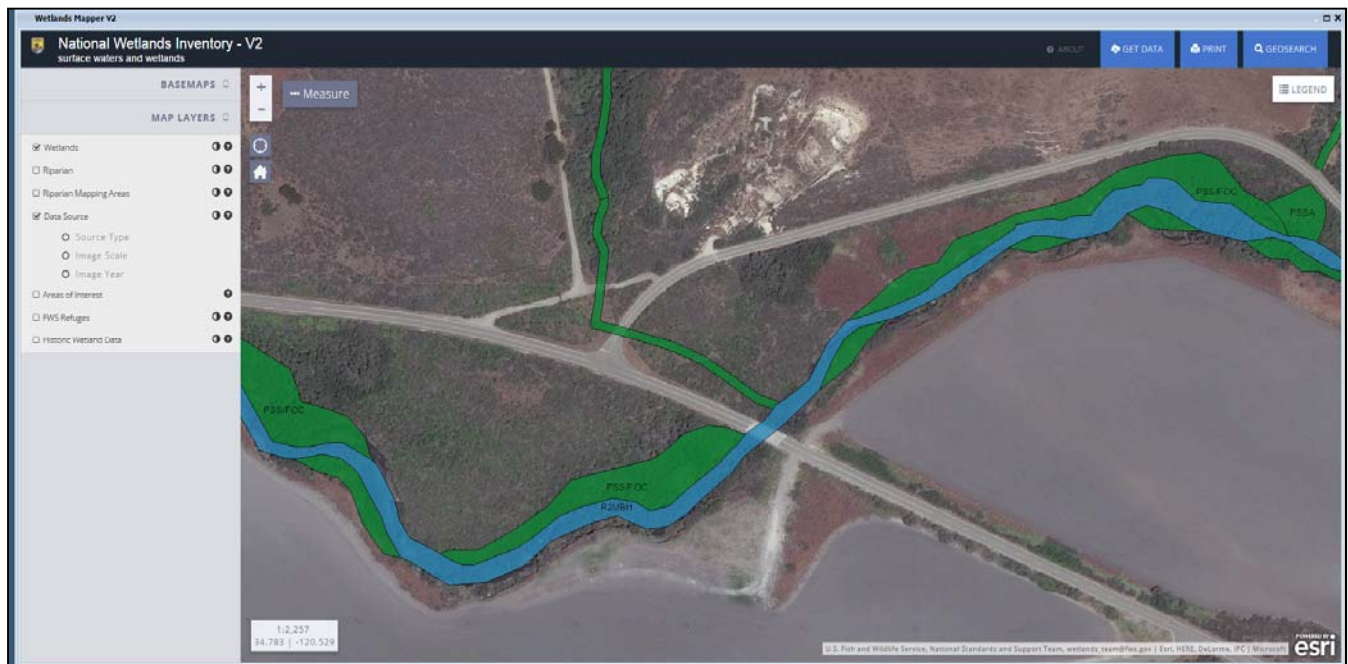 Wetlands Mapper V2
National Wetlands Inventory - V2
surface waters and wetlands
ABOUT
GET DATA
PRINT
GEOSEARCH
BASEMAPS
MAP LAYERS
Wetlands
Riparian
Riparian Mapping Areas
Data Source
Source Type
Image Scale
Image Year
Areas of Interest
FWS Refuges
Historic Wetland Data
+
-
Measure
LEGEND
PSS/FOC
PSSA
PSS/FOC
PSS/FOC
R2UBH
1:2,257
34.783 | -120.529
U.S. Fish and Wildlife Service, National Standards and Support Team, wetlands_team@fws.gov | Esri, HERE, DeLorme, IPC | Microsoft
POWERED BY
esri